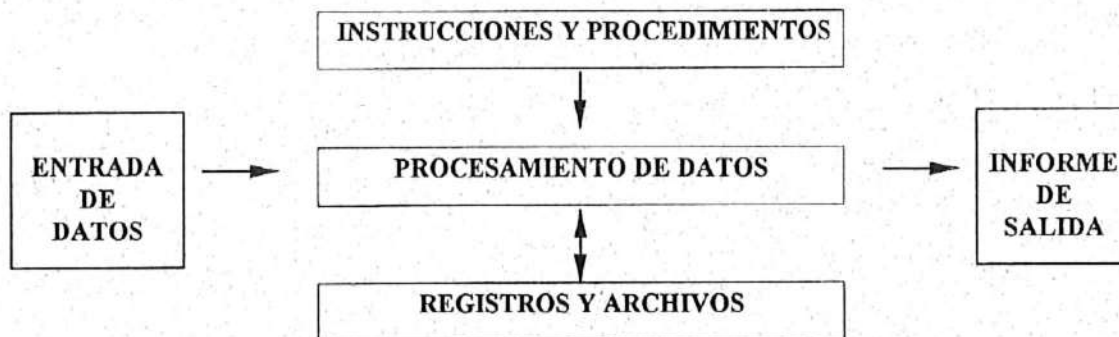 INSTRUCCIONES Y PROCEDIMIENTOS
ENTRADA
DE
DATOS
PROCESAMIENTO DE DATOS
INFORME
DE
SALIDA
REGISTROS Y ARCHIVOS